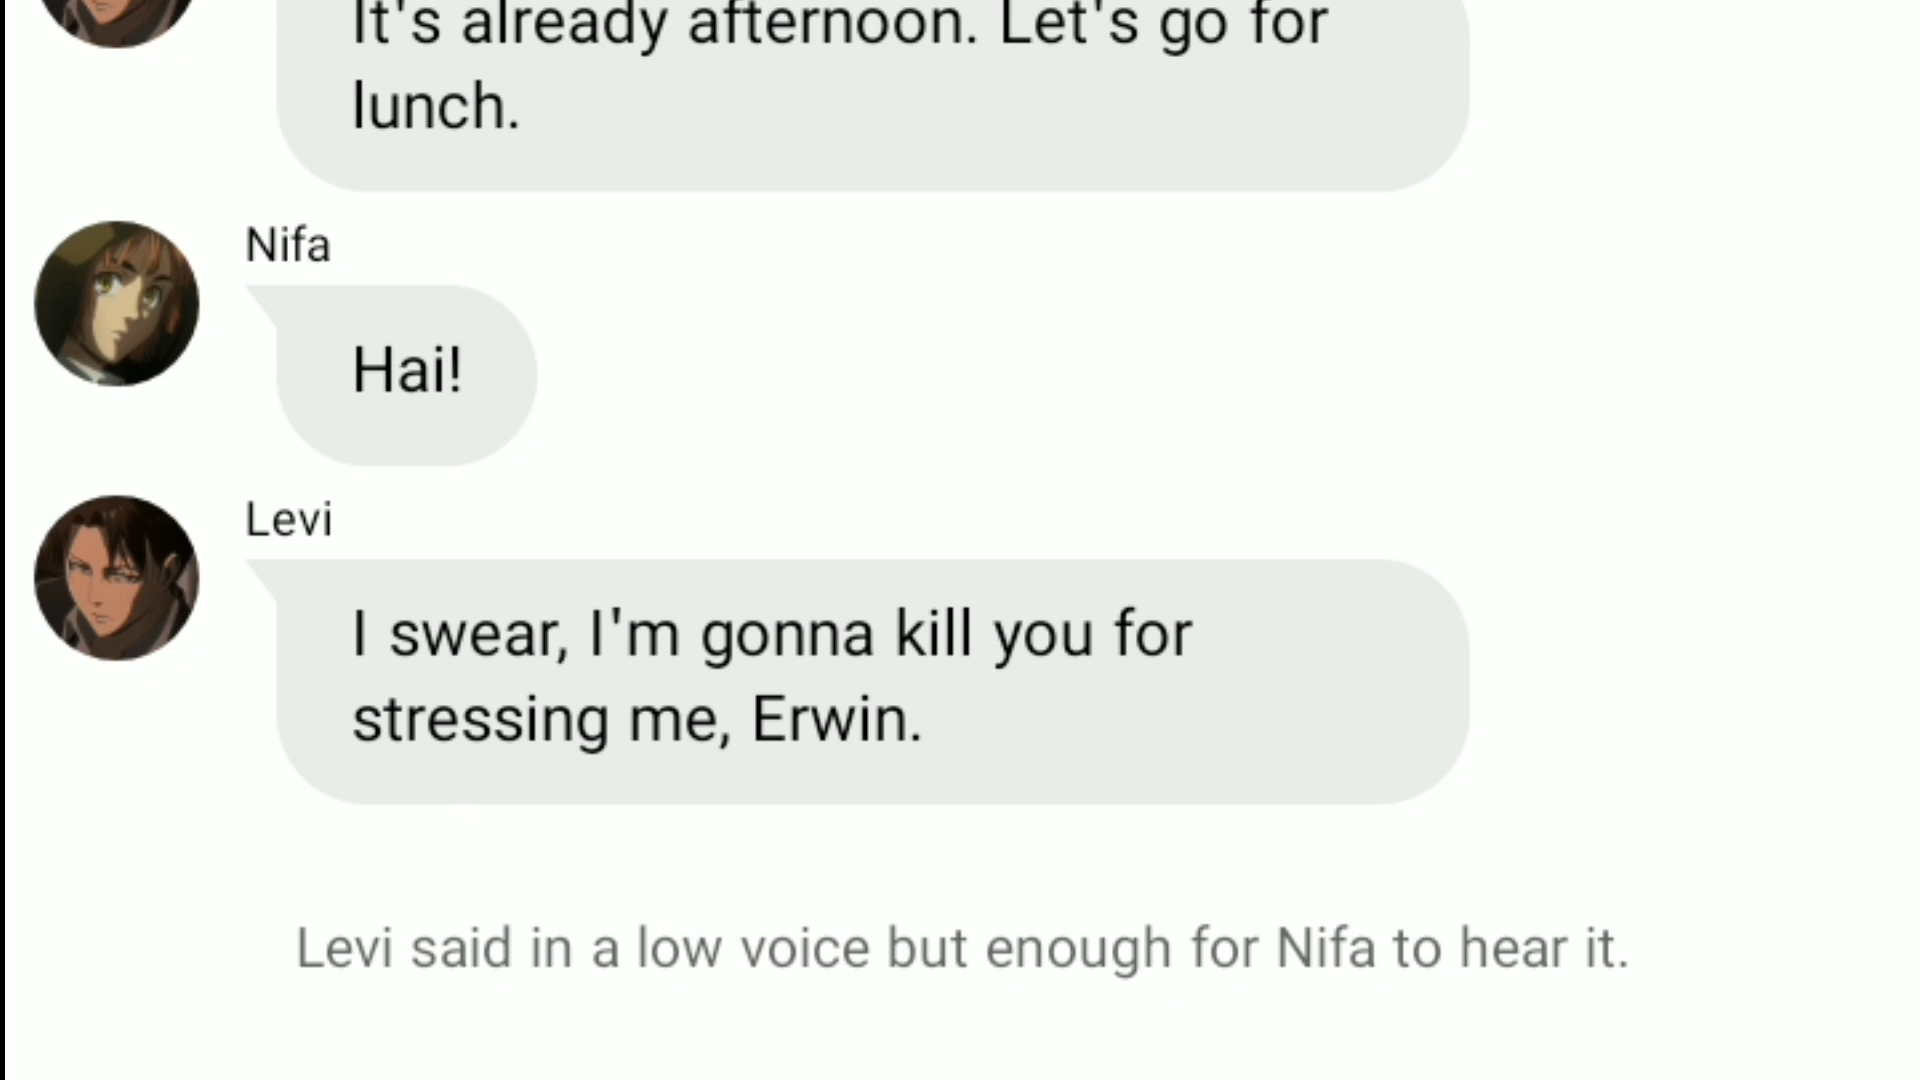 It's already afternoon. Let's go for
lunch.
Nifa
Hai!
Levi
I swear, I'm gonna kill you for
stressing me, Erwin.
Levi said in a low voice but enough for Nifa to hear it.